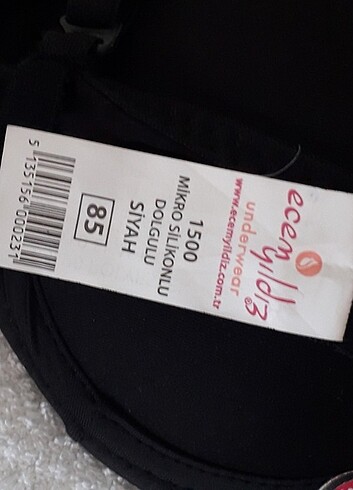 ecem yıldız®
underwear
www.ecemyildiz.com.tr
1500
MİKRO SİLİKONLU
DOLGULU
SİYAH
85
5 135156 000231